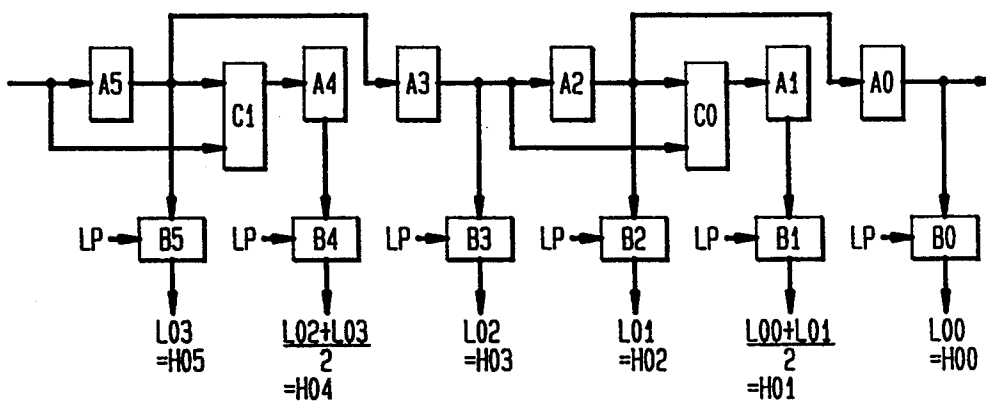 A5
C1
A4
A3
A2
C0
A1
A0
LP
B5
LP
B4
LP
B3
LP
B2
LP
B1
LP
B0
L03
=H05
L02+L03
2
=H04
L02
=H03
L01
=H02
L00+L01
2
=H01
L00
=H00